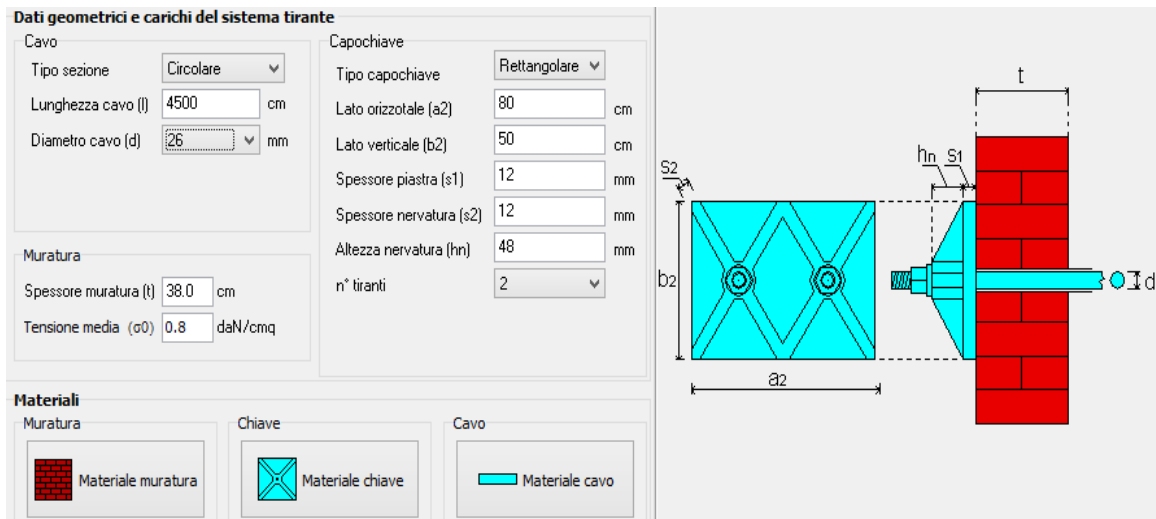 Dati geometrici e carichi del sistema tirante
Cavo
Tipo sezione Circolare
Lunghezza cavo (l) 4500 cm
Diametro cavo (d) 26 mm
Muratura
Spessore muratura (t) 38.0 cm
Tensione media (σ0) 0.8 daN/cmq
Capochiave
Tipo capochiave Rettangolare
Lato orizzotale (a2) 80 cm
Lato verticale (b2) 50 cm
Spessore piastra (s1) 12 mm
Spessore nervatura (s2) 12 mm
Altezza nervatura (hn) 48 mm
n° tiranti 2
Materiali
Muratura
Materiale muratura
Chiave
Materiale chiave
Cavo
Materiale cavo
t
hn s1
s2
b2
d
a2